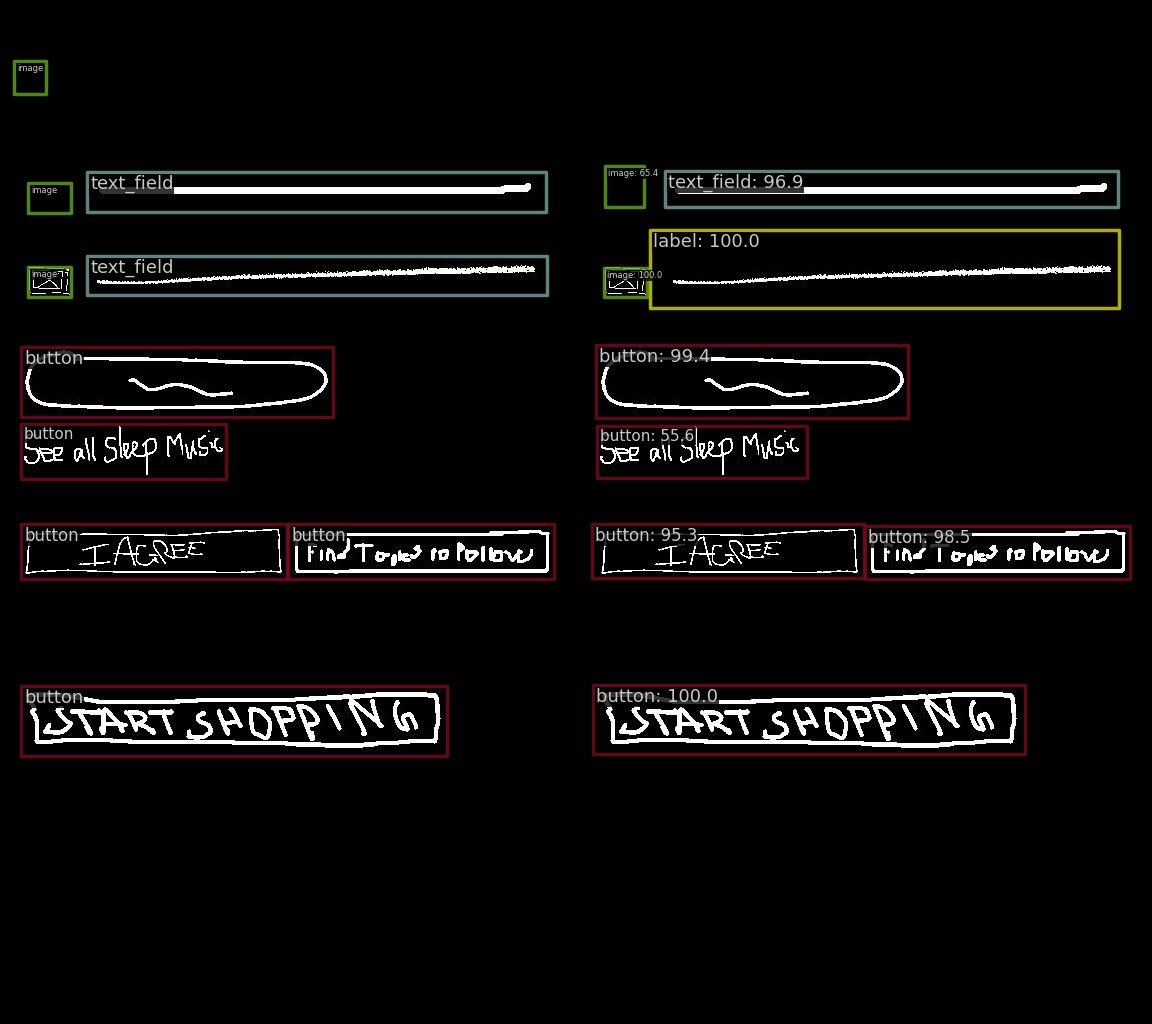 image
image text_field image: 65.4 text_field: 96.9
label: 100.0
image text_field image: 100.0
button button: 99.4
button button: 55.6
SEE all Sleep Music SEE all Sleep Music
button button button: 95.3 button: 98.5
I AGREE Find Topics to Follow I AGREE Find Topics to Follow
button button: 100.0
START SHOPPING START SHOPPING